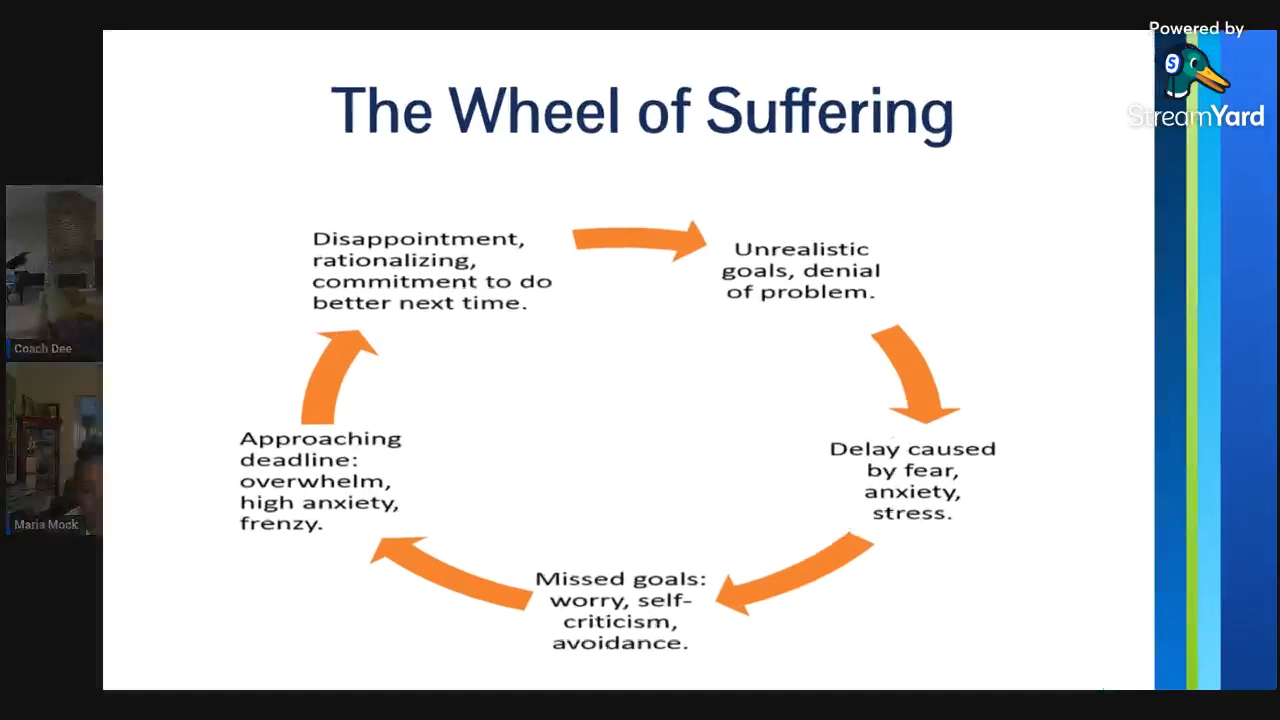 Powered by
S
StreamYard
The Wheel of Suffering
Disappointment,
rationalizing,
commitment to do
better next time.
Unrealistic
goals, denial
of problem.
Delay caused
by fear,
anxiety,
stress.
Missed goals:
worry, self-
criticism,
avoidance.
Approaching
deadline:
overwhelm,
high anxiety,
frenzy.
Coach Dee
Maria Mock